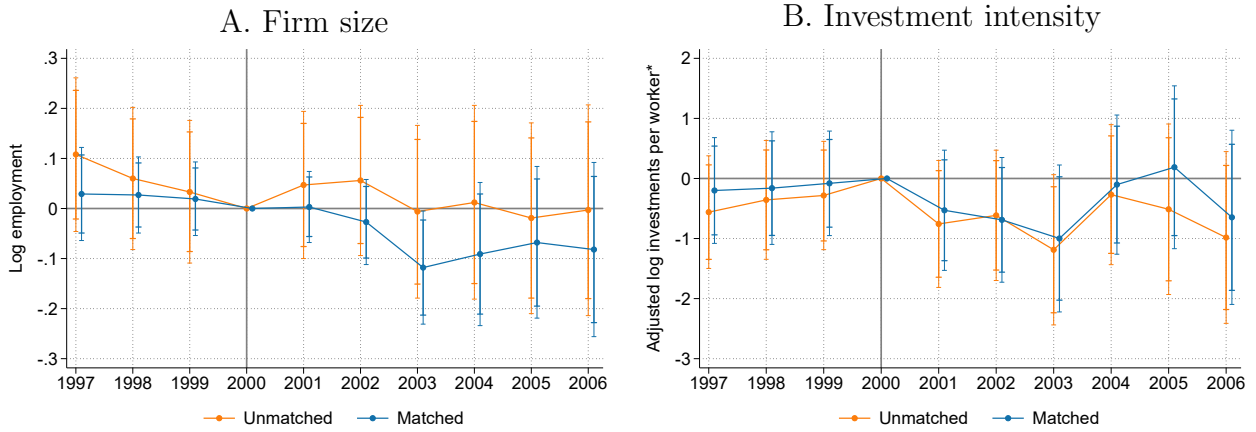 A. Firm size
Log employment
.3
.2
.1
0
-.1
-.2
-.3
1997 1998 1999 2000 2001 2002 2003 2004 2005 2006
Unmatched Matched
B. Investment intensity
Adjusted log investments per worker*
2
1
0
-1
-2
-3
1997 1998 1999 2000 2001 2002 2003 2004 2005 2006
Unmatched Matched